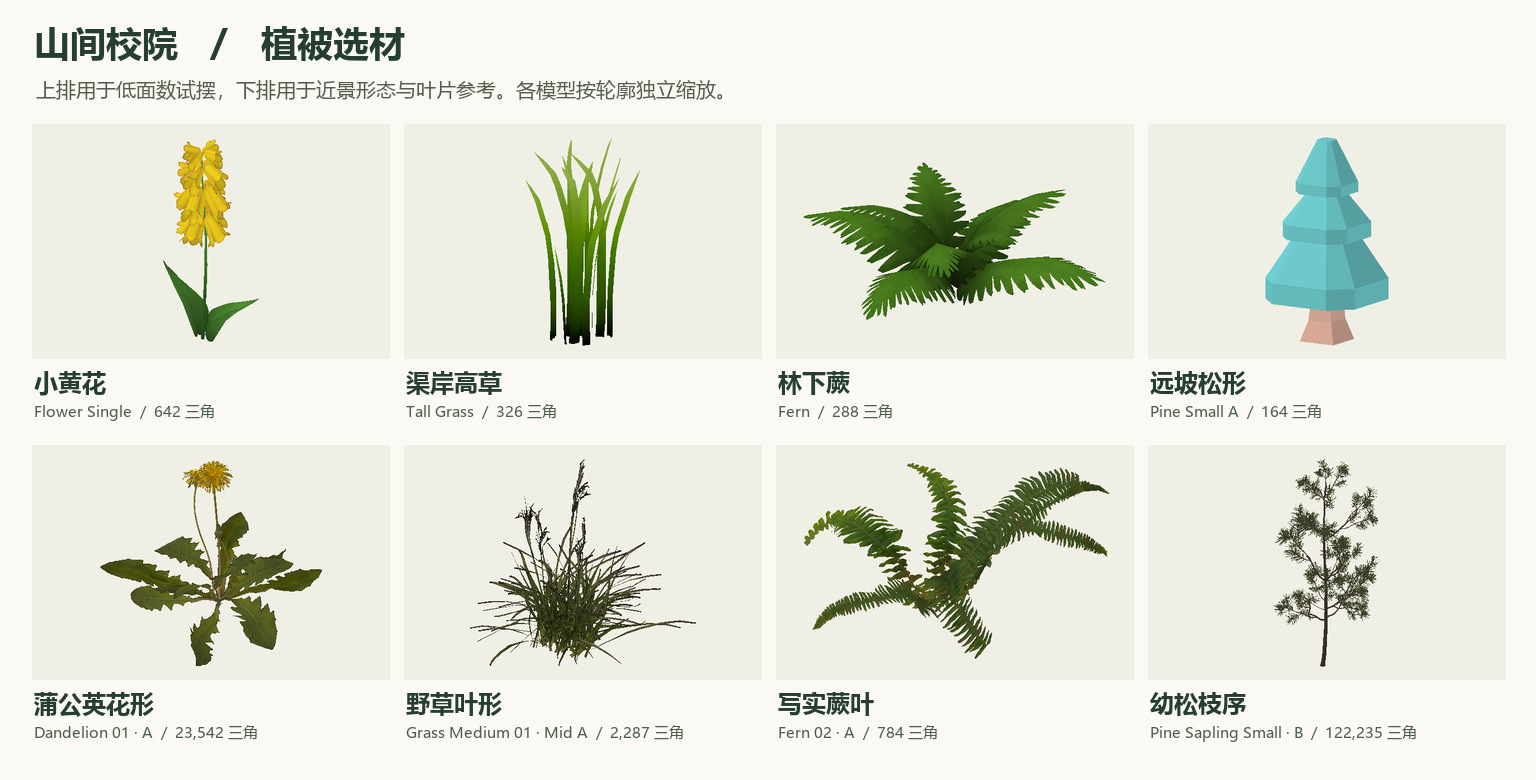 山间校院 / 植被选材
上排用于低面数试摆，下排用于近景形态与叶片参考。各模型按轮廓独立缩放。
小黄花
Flower Single / 642 三角
渠岸高草
Tall Grass / 326 三角
林下蕨
Fern / 288 三角
远坡松形
Pine Small A / 164 三角
蒲公英花形
Dandelion 01 · A / 23,542 三角
野草叶形
Grass Medium 01 · Mid A / 2,287 三角
写实蕨叶
Fern 02 · A / 784 三角
幼松枝序
Pine Sapling Small · B / 122,235 三角